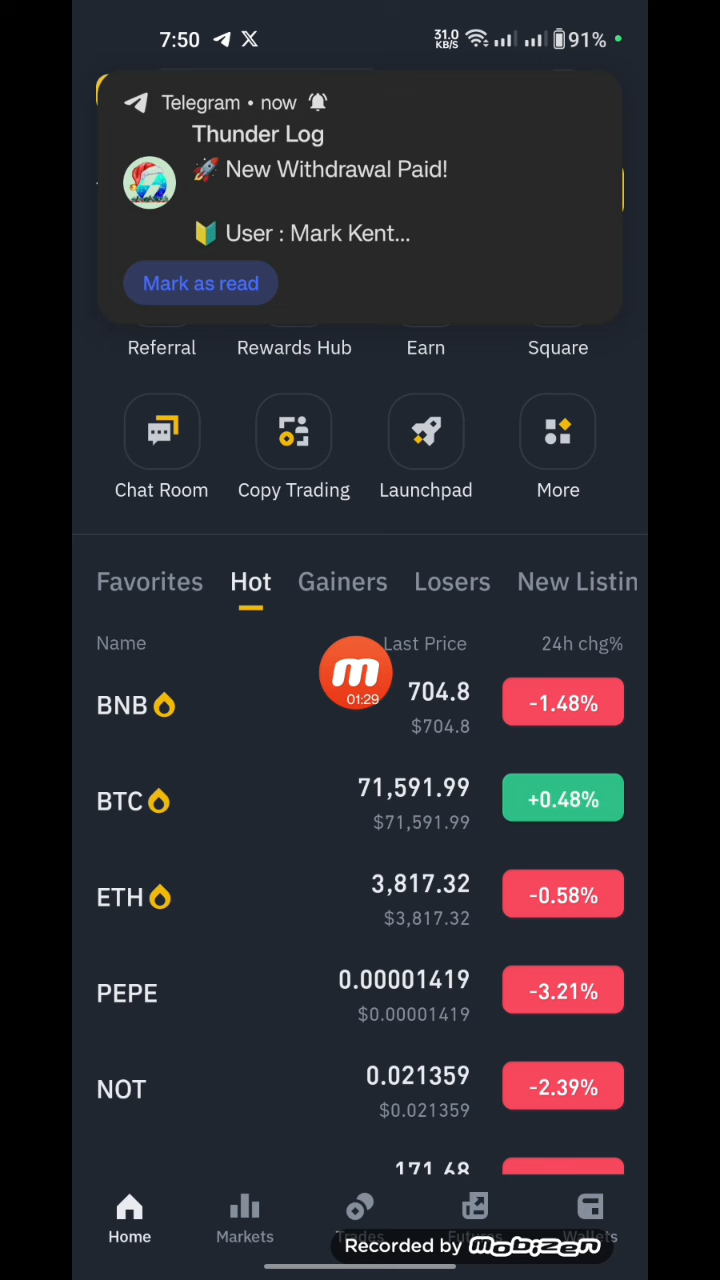 7:50
31.0 KB/S
91%
Telegram • now
Thunder Log
🚀 New Withdrawal Paid!
🔰 User : Mark Kent...
Mark as read
Referral Rewards Hub Earn Square
Chat Room Copy Trading Launchpad More
Favorites Hot Gainers Losers New Listin
Name Last Price 24h chg%
BNB 704.8 -1.48%
$704.8
m
01:29
BTC 71,591.99 +0.48%
$71,591.99
ETH 3,817.32 -0.58%
$3,817.32
PEPE 0.00001419 -3.21%
$0.00001419
NOT 0.021359 -2.39%
$0.021359
171.68
Home Markets Trades Futures Wallets
Recorded by mobizen